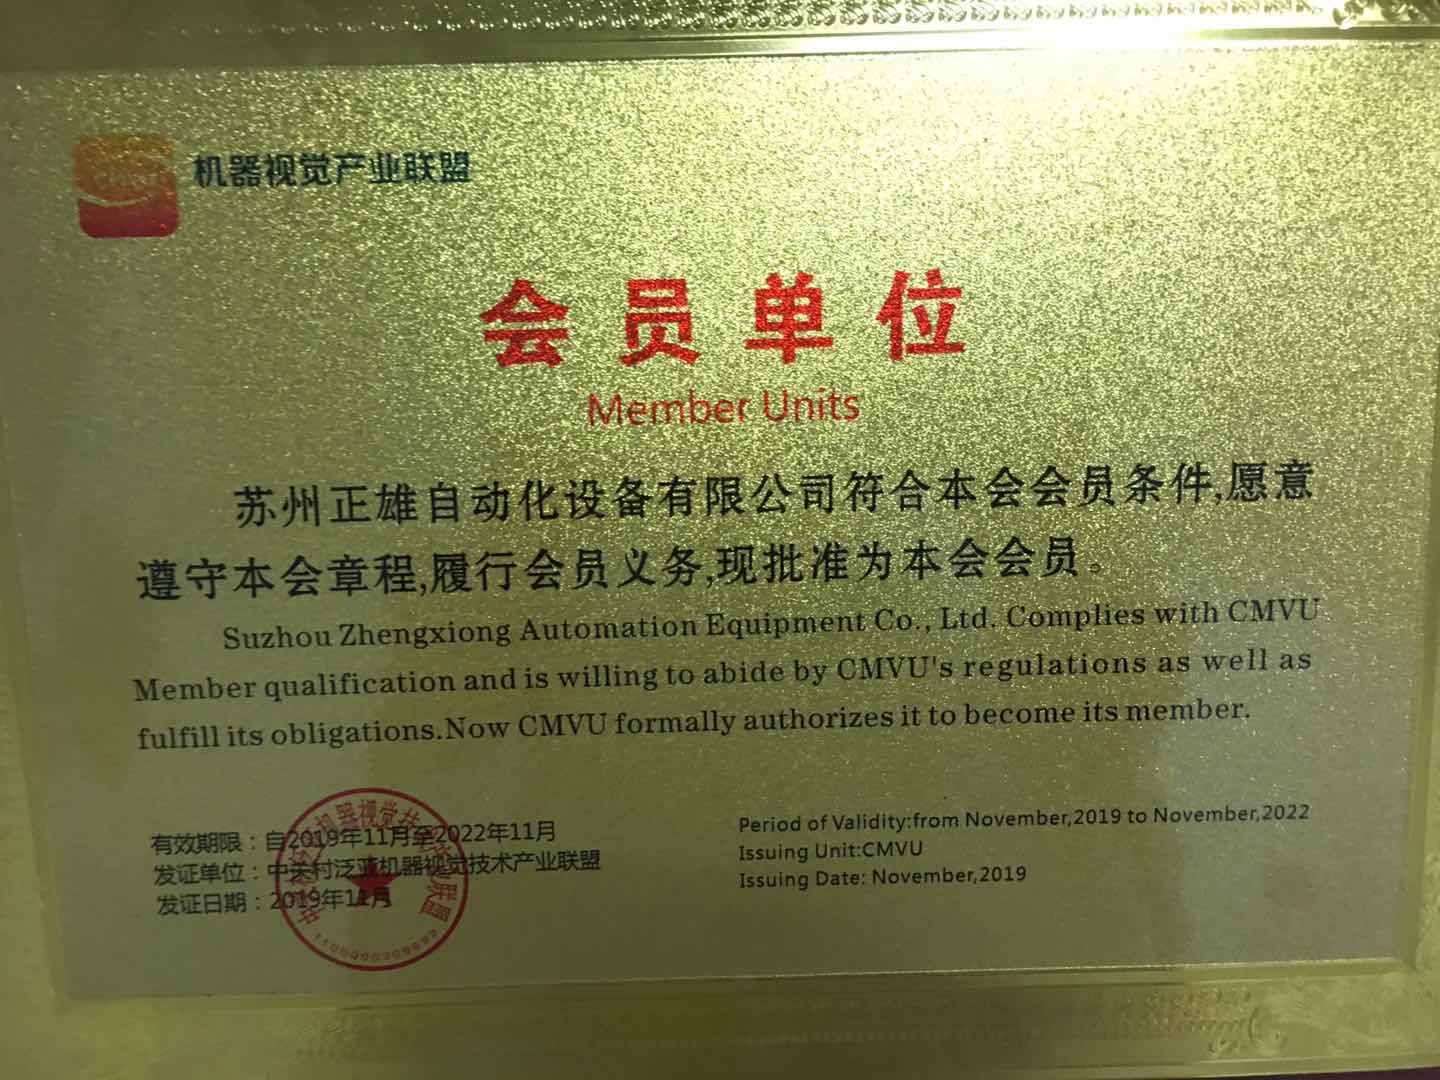 机器视觉产业联盟
会员单位
Member Units
苏州正雄自动化设备有限公司符合本会会员条件,愿意
遵守本会章程,履行会员义务,现批准为本会会员。
Suzhou Zhengxiong Automation Equipment Co., Ltd. Complies with CMVU
Member qualification and is willing to abide by CMVU's regulations as well as
fulfill its obligations.Now CMVU formally authorizes it to become its member.
有效期限：自2019年11月至2022年11月
发证单位：中关村泛亚机器视觉技术产业联盟
发证日期：2019年11月
Period of Validity:from November,2019 to November,2022
Issuing Unit:CMVU
Issuing Date: November,2019